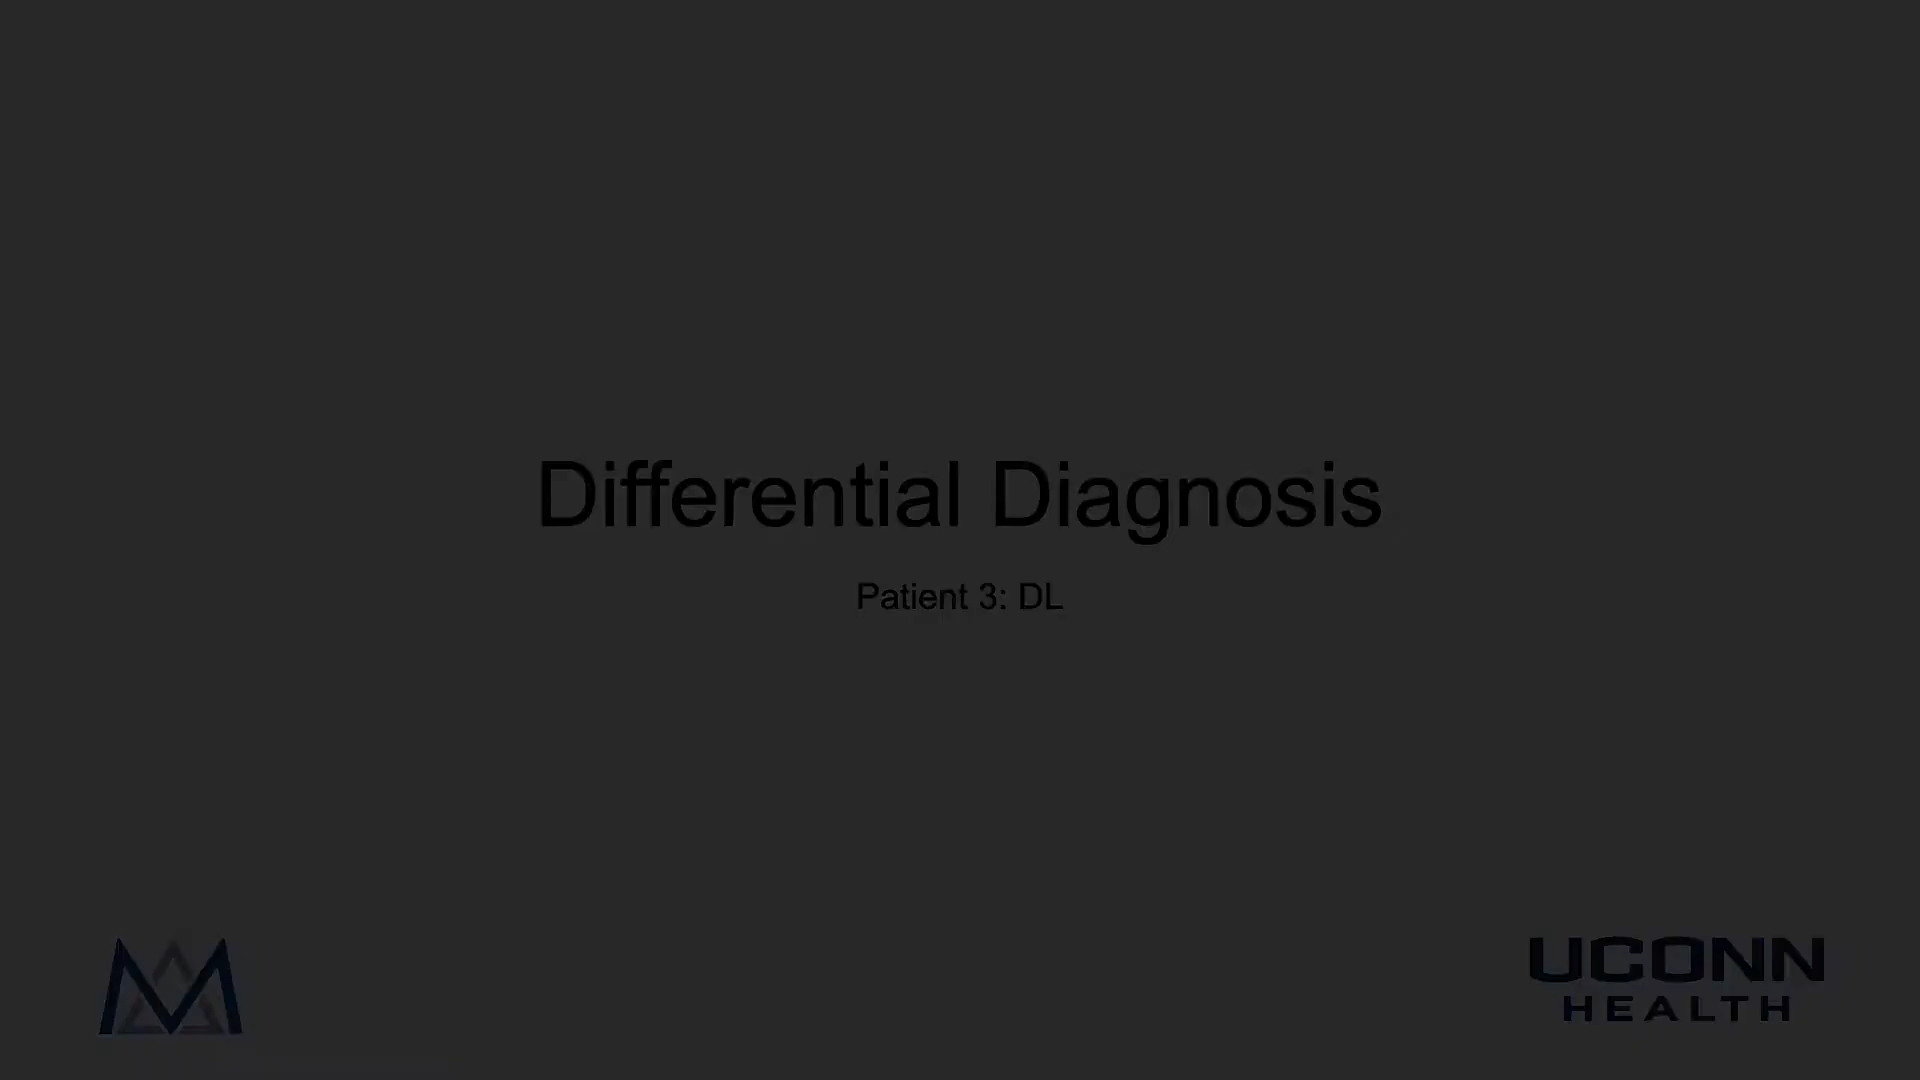 Differential Diagnosis
Patient 3: DL
UCONN
HEALTH